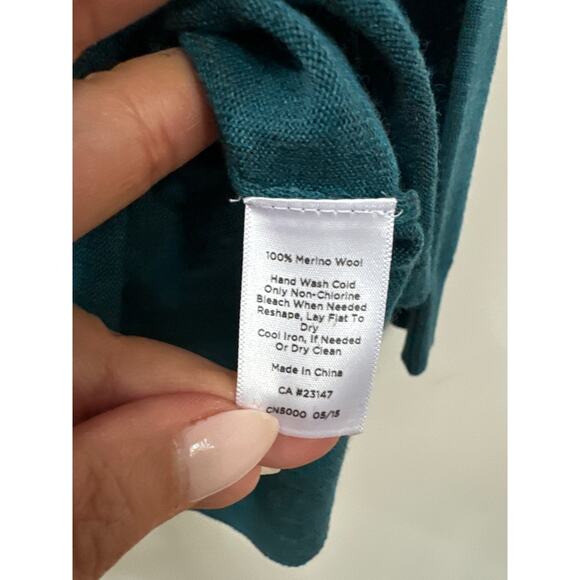 100% Merino Wool
Hand Wash Cold
Only Non-Chlorine
Bleach When Needed
Reshape, Lay Flat To
Dry
Cool Iron, If Needed
Or Dry Clean
Made In China
CA #23147
CN5000 05/15